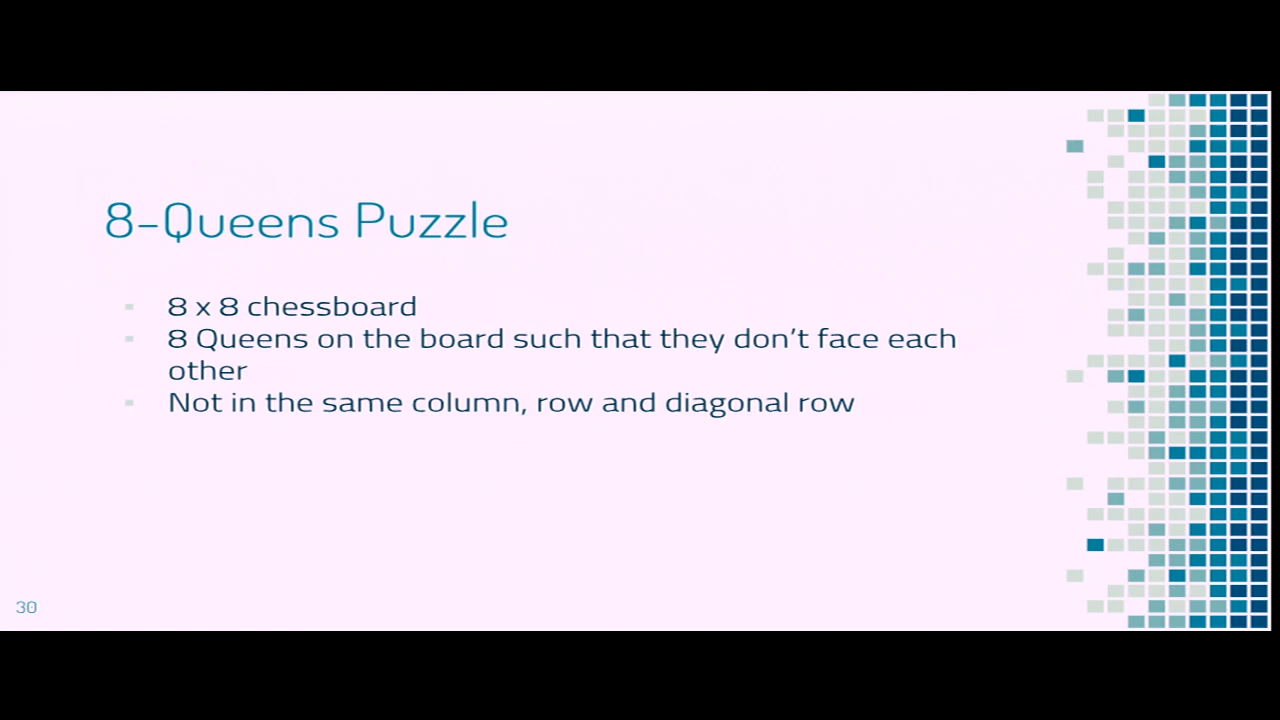 8-Queens Puzzle
8 x 8 chessboard
8 Queens on the board such that they don't face each
other
Not in the same column, row and diagonal row
30